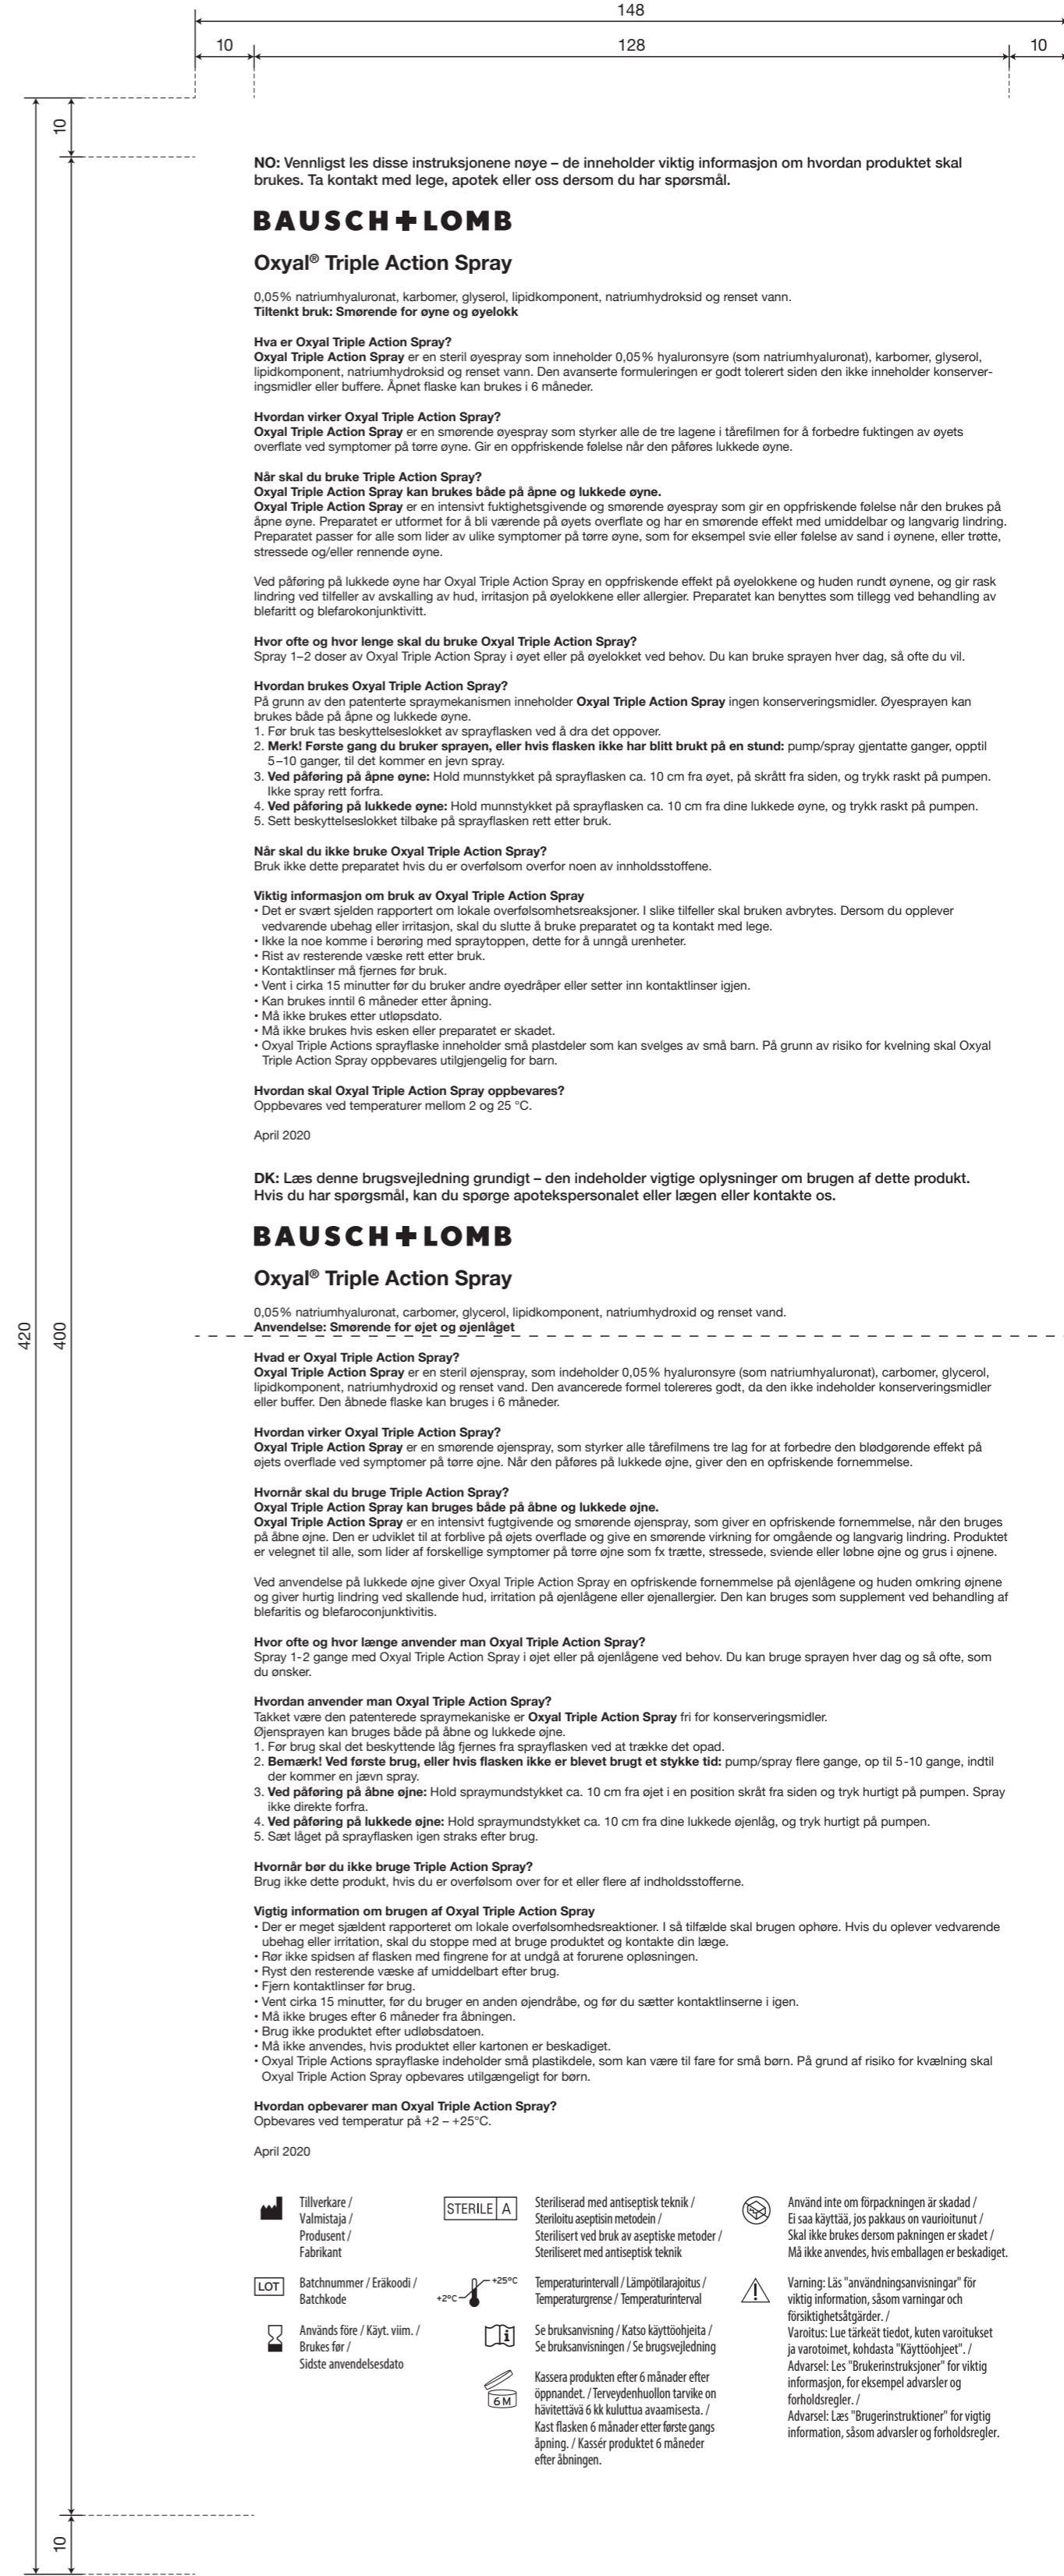 148
10
128
10
10
420
400
10
NO: Vennligst les disse instruksjonene nøye – de inneholder viktig informasjon om hvordan produktet skal
brukes. Ta kontakt med lege, apotek eller oss dersom du har spørsmål.
BAUSCH+LOMB
Oxyal® Triple Action Spray
0,05% natriumhyaluronat, karbomer, glyserol, lipidkomponent, natriumhydroksid og renset vann.
Tiltenkt bruk: Smørende for øyne og øyelokk
Hva er Oxyal Triple Action Spray?
Oxyal Triple Action Spray er en steril øyespray som inneholder 0,05% hyaluronsyre (som natriumhyaluronat), karbomer, glyserol,
lipidkomponent, natriumhydroksid og renset vann. Den avanserte formuleringen er godt tolerert siden den ikke inneholder konserver-
ingsmidler eller buffere. Åpnet flaske kan brukes i 6 måneder.
Hvordan virker Oxyal Triple Action Spray?
Oxyal Triple Action Spray er en smørende øyespray som styrker alle de tre lagene i tårefilmen for å forbedre fuktingen av øyets
overflate ved symptomer på tørre øyne. Gir en oppfriskende følelse når den påføres lukkede øyne.
Når skal du bruke Triple Action Spray?
Oxyal Triple Action Spray kan brukes både på åpne og lukkede øyne.
Oxyal Triple Action Spray er en intensivt fuktighetsgivende og smørende øyespray som gir en oppfriskende følelse når den brukes på
åpne øyne. Preparatet er utformet for å bli værende på øyets overflate og har en smørende effekt med umiddelbar og langvarig lindring.
Preparatet passer for alle som lider av ulike symptomer på tørre øyne, som for eksempel svie eller følelse av sand i øynene, eller trøtte,
stressede og/eller rennende øyne.
Ved påføring på lukkede øyne har Oxyal Triple Action Spray en oppfriskende effekt på øyelokkene og huden rundt øynene, og gir rask
lindring ved tilfeller av avskalling av hud, irritasjon på øyelokkene eller allergier. Preparatet kan benyttes som tillegg ved behandling av
blefaritt og blefarokonjunktivitt.
Hvor ofte og hvor lenge skal du bruke Oxyal Triple Action Spray?
Spray 1–2 doser av Oxyal Triple Action Spray i øyet eller på øyelokket ved behov. Du kan bruke sprayen hver dag, så ofte du vil.
Hvordan brukes Oxyal Triple Action Spray?
På grunn av den patenterte spraymekanismen inneholder Oxyal Triple Action Spray ingen konserveringsmidler. Øyesprayen kan
brukes både på åpne og lukkede øyne.
1. Før bruk tas beskyttelseslokket av sprayflasken ved å dra det oppover.
2. Merk! Første gang du bruker sprayen, eller hvis flasken ikke har blitt brukt på en stund: pump/spray gjentatte ganger, opptil
5–10 ganger, til det kommer en jevn spray.
3. Ved påføring på åpne øyne: Hold munnstykket på sprayflasken ca. 10 cm fra øyet, på skrått fra siden, og trykk raskt på pumpen.
Ikke spray rett forfra.
4. Ved påføring på lukkede øyne: Hold munnstykket på sprayflasken ca. 10 cm fra dine lukkede øyne, og trykk raskt på pumpen.
5. Sett beskyttelseslokket tilbake på sprayflasken rett etter bruk.
Når skal du ikke bruke Oxyal Triple Action Spray?
Bruk ikke dette preparatet hvis du er overfølsom overfor noen av innholdsstoffene.
Viktig informasjon om bruk av Oxyal Triple Action Spray
• Det er svært sjelden rapportert om lokale overfølsomhetsreaksjoner. I slike tilfeller skal bruken avbrytes. Dersom du opplever
vedvarende ubehag eller irritasjon, skal du slutte å bruke preparatet og ta kontakt med lege.
• Ikke la noe komme i berøring med spraytoppen, dette for å unngå urenheter.
• Rist av resterende væske rett etter bruk.
• Kontaktlinser må fjernes før bruk.
• Vent i cirka 15 minutter før du bruker andre øyedråper eller setter inn kontaktlinser igjen.
• Kan brukes inntil 6 måneder etter åpning.
• Må ikke brukes etter utløpsdato.
• Må ikke brukes hvis esken eller preparatet er skadet.
• Oxyal Triple Actions sprayflaske inneholder små plastdeler som kan svelges av små barn. På grunn av risiko for kvelning skal Oxyal
Triple Action Spray oppbevares utilgjengelig for barn.
Hvordan skal Oxyal Triple Action Spray oppbevares?
Oppbevares ved temperaturer mellom 2 og 25 °C.
April 2020
DK: Læs denne brugsvejledning grundigt – den indeholder vigtige oplysninger om brugen af dette produkt.
Hvis du har spørgsmål, kan du spørge apotekspersonalet eller lægen eller kontakte os.
BAUSCH+LOMB
Oxyal® Triple Action Spray
0,05% natriumhyaluronat, carbomer, glycerol, lipidkomponent, natriumhydroxid og renset vand.
Anvendelse: Smørende for øjet og øjenlåget
Hvad er Oxyal Triple Action Spray?
Oxyal Triple Action Spray er en steril øjenspray, som indeholder 0,05% hyaluronsyre (som natriumhyaluronat), carbomer, glycerol,
lipidkomponent, natriumhydroxid og renset vand. Den avancerede formel tolereres godt, da den ikke indeholder konserveringsmidler
eller buffer. Den åbnede flaske kan bruges i 6 måneder.
Hvordan virker Oxyal Triple Action Spray?
Oxyal Triple Action Spray er en smørende øjenspray, som styrker alle tårefilmens tre lag for at forbedre den blødgørende effekt på
øjets overflade ved symptomer på tørre øjne. Når den påføres på lukkede øjne, giver den en opfriskende fornemmelse.
Hvornår skal du bruge Triple Action Spray?
Oxyal Triple Action Spray kan bruges både på åbne og lukkede øjne.
Oxyal Triple Action Spray er en intensivt fugtgivende og smørende øjenspray, som giver en opfriskende fornemmelse, når den bruges
på åbne øjne. Den er udviklet til at forblive på øjets overflade og give en smørende virkning for omgående og langvarig lindring. Produktet
er velegnet til alle, som lider af forskellige symptomer på tørre øjne som fx trætte, stressede, sviende eller løbne øjne og grus i øjnene.
Ved anvendelse på lukkede øjne giver Oxyal Triple Action Spray en opfriskende fornemmelse på øjenlågene og huden omkring øjnene
og giver hurtig lindring ved skallende hud, irritation på øjenlågene eller øjenallergier. Den kan bruges som supplement ved behandling af
blefaritis og blefaroconjunktivitis.
Hvor ofte og hvor længe anvender man Oxyal Triple Action Spray?
Spray 1-2 gange med Oxyal Triple Action Spray i øjet eller på øjenlågene ved behov. Du kan bruge sprayen hver dag og så ofte, som
du ønsker.
Hvordan anvender man Oxyal Triple Action Spray?
Takket være den patenterede spraymekaniske er Oxyal Triple Action Spray fri for konserveringsmidler.
Øjensprayen kan bruges både på åbne og lukkede øjne.
1. Før brug skal det beskyttende låg fjernes fra sprayflasken ved at trække det opad.
2. Bemærk! Ved første brug, eller hvis flasken ikke er blevet brugt et stykke tid: pump/spray flere gange, op til 5-10 gange, indtil
der kommer en jævn spray.
3. Ved påføring på åbne øjne: Hold spraymundstykket ca. 10 cm fra øjet i en position skråt fra siden og tryk hurtigt på pumpen. Spray
ikke direkte forfra.
4. Ved påføring på lukkede øjne: Hold spraymundstykket ca. 10 cm fra dine lukkede øjenlåg, og tryk hurtigt på pumpen.
5. Sæt låget på sprayflasken igen straks efter brug.
Hvornår bør du ikke bruge Triple Action Spray?
Brug ikke dette produkt, hvis du er overfølsom over for et eller flere af indholdsstofferne.
Vigtig information om brugen af Oxyal Triple Action Spray
• Der er meget sjældent rapporteret om lokale overfølsomhedsreaktioner. I så tilfælde skal brugen ophøre. Hvis du oplever vedvarende
ubehag eller irritation, skal du stoppe med at bruge produktet og kontakte din læge.
• Rør ikke spidsen af flasken med fingrene for at undgå at forurene opløsningen.
• Ryst den resterende væske af umiddelbart efter brug.
• Fjern kontaktlinser før brug.
• Vent cirka 15 minutter, før du bruger en anden øjendråbe, og før du sætter kontaktlinserne i igen.
• Må ikke bruges efter 6 måneder fra åbningen.
• Brug ikke produktet efter udløbsdatoen.
• Må ikke anvendes, hvis produktet eller kartonen er beskadiget.
• Oxyal Triple Actions sprayflaske indeholder små plastikdele, som kan være til fare for små børn. På grund af risiko for kvælning skal
Oxyal Triple Action Spray opbevares utilgængeligt for børn.
Hvordan opbevarer man Oxyal Triple Action Spray?
Opbevares ved temperatur på +2 – +25°C.
April 2020
Tillverkare /
Valmistaja /
Produsent /
Fabrikant
LOT
Batchnummer / Eräkoodi /
Batchkode
Används före / Käyt. viim. /
Brukes før /
Sidste anvendelsesdato
STERILE A
Steriliserad med antiseptisk teknik /
Steriloitu aseptisin metodein /
Sterilisert ved bruk av aseptiske metoder /
Steriliseret med antiseptisk teknik
+2°C
+25°C
Temperaturintervall / Lämpötilarajoitus /
Temperaturgrense / Temperaturinterval
Se bruksanvisning / Katso käyttöohjeita /
Se bruksanvisningen / Se brugsvejledning
6 M
Kassera produkten efter 6 månader efter
öppnandet. / Terveydenhuollon tarvike on
hävitettävä 6 kk kuluttua avaamisesta. /
Kast flasken 6 månader etter første gangs
åpning. / Kassér produktet 6 måneder
efter åbningen.
Använd inte om förpackningen är skadad /
Ei saa käyttää, jos pakkaus on vaurioitunut /
Skal ikke brukes dersom pakningen er skadet /
Må ikke anvendes, hvis emballagen er beskadiget.
Varning: Läs "användningsanvisningar" för
viktig information, såsom varningar och
försiktighetsåtgärder. /
Varoitus: Lue tärkeät tiedot, kuten varoitukset
ja varotoimet, kohdasta "Käyttöohjeet". /
Advarsel: Les "Brukerinstruksjoner" for viktig
informasjon, for eksempel advarsler og
forholdsregler. /
Advarsel: Læs "Brugerinstruktioner" for vigtig
information, såsom advarsler og forholdsregler.